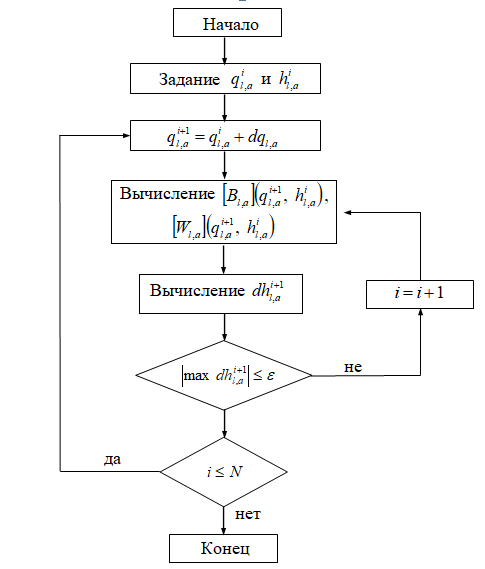 Начало
Задание q^i_{l,a} и h^i_{l,a}
q^{i+1}_{l,a} = q^i_{l,a} + dq_{l,a}
Вычисление [B_{l,a}](q^{i+1}_{l,a}, h^i_{l,a}),
[W_{l,a}](q^{i+1}_{l,a}, h^i_{l,a})
Вычисление dh^{i+1}_{l,a}
i = i + 1
|max dh^{i+1}_{l,a}| ≤ ε
не
i ≤ N
да
нет
Конец